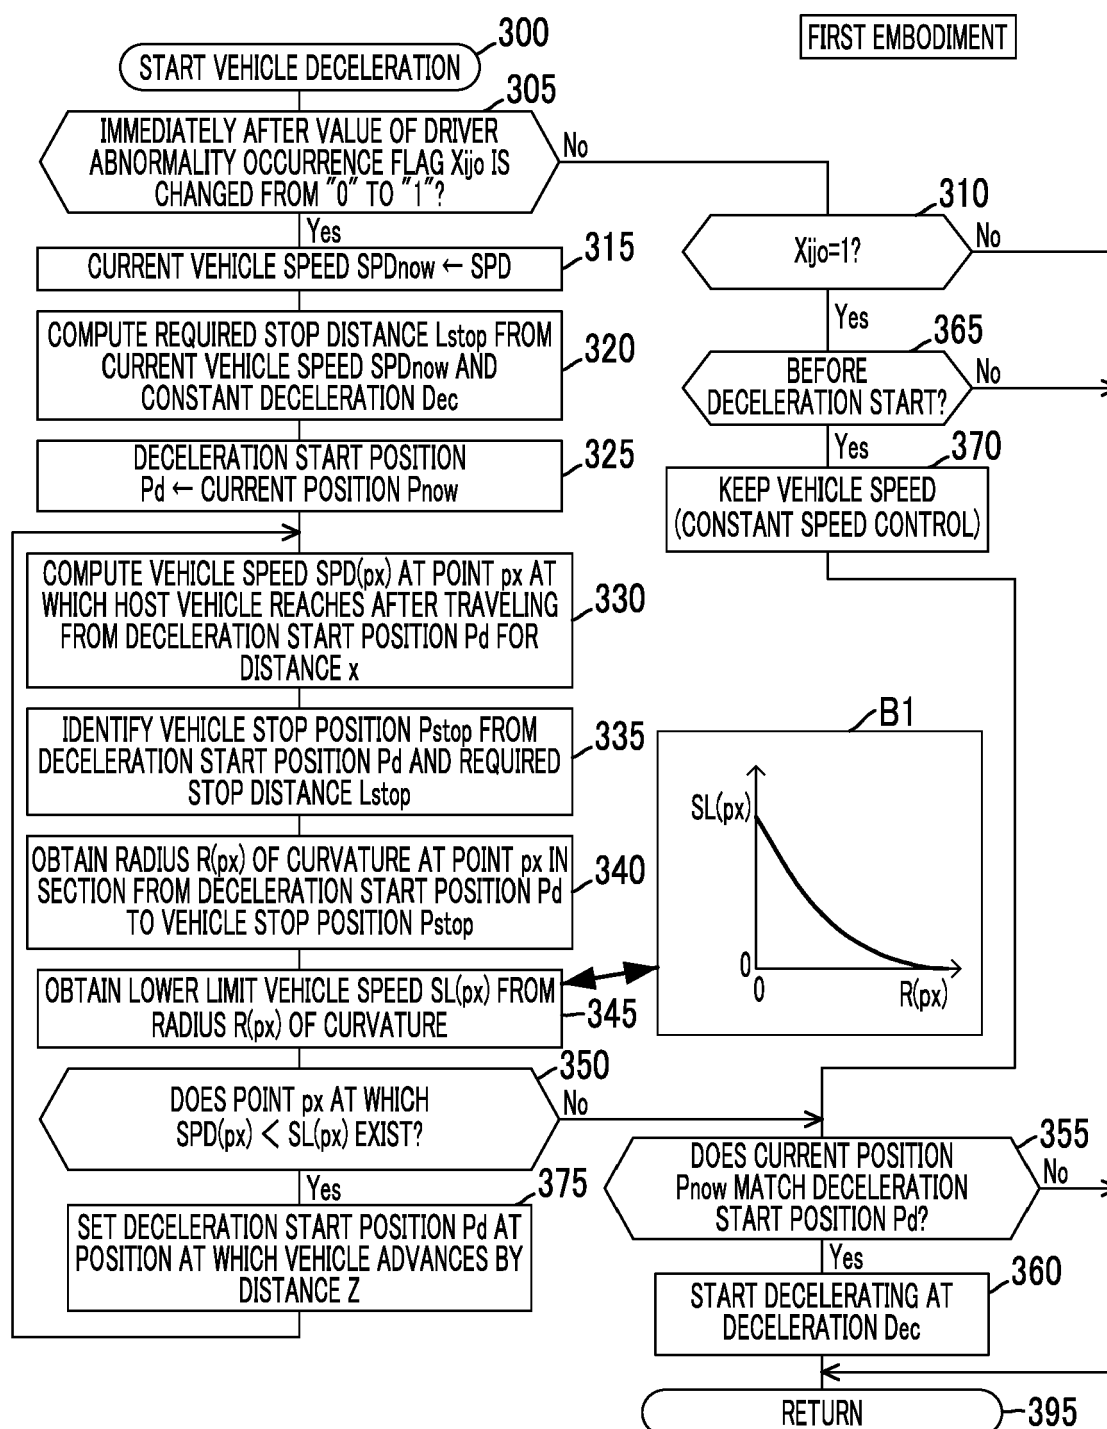 FIRST EMBODIMENT
300
START VEHICLE DECELERATION
305
IMMEDIATELY AFTER VALUE OF DRIVER
ABNORMALITY OCCURRENCE FLAG Xijo IS
CHANGED FROM "0" TO "1"?
No
Yes
310
Xijo=1?
No
Yes
315
CURRENT VEHICLE SPEED SPDnow ← SPD
320
COMPUTE REQUIRED STOP DISTANCE Lstop FROM
CURRENT VEHICLE SPEED SPDnow AND
CONSTANT DECELERATION Dec
365
BEFORE
DECELERATION START?
No
Yes
325
DECELERATION START POSITION
Pd ← CURRENT POSITION Pnow
370
KEEP VEHICLE SPEED
(CONSTANT SPEED CONTROL)
COMPUTE VEHICLE SPEED SPD(px) AT POINT px AT
WHICH HOST VEHICLE REACHES AFTER TRAVELING
FROM DECELERATION START POSITION Pd FOR
DISTANCE x
330
IDENTIFY VEHICLE STOP POSITION Pstop FROM
DECELERATION START POSITION Pd AND REQUIRED
STOP DISTANCE Lstop
335
OBTAIN RADIUS R(px) OF CURVATURE AT POINT px IN
SECTION FROM DECELERATION START POSITION Pd
TO VEHICLE STOP POSITION Pstop
340
OBTAIN LOWER LIMIT VEHICLE SPEED SL(px) FROM
RADIUS R(px) OF CURVATURE
345
B1
SL(px)
0
0
R(px)
350
DOES POINT px AT WHICH
SPD(px) < SL(px) EXIST?
No
Yes
375
SET DECELERATION START POSITION Pd AT
POSITION AT WHICH VEHICLE ADVANCES BY
DISTANCE Z
355
DOES CURRENT POSITION
Pnow MATCH DECELERATION
START POSITION Pd?
No
Yes
360
START DECELERATING AT
DECELERATION Dec
RETURN
395